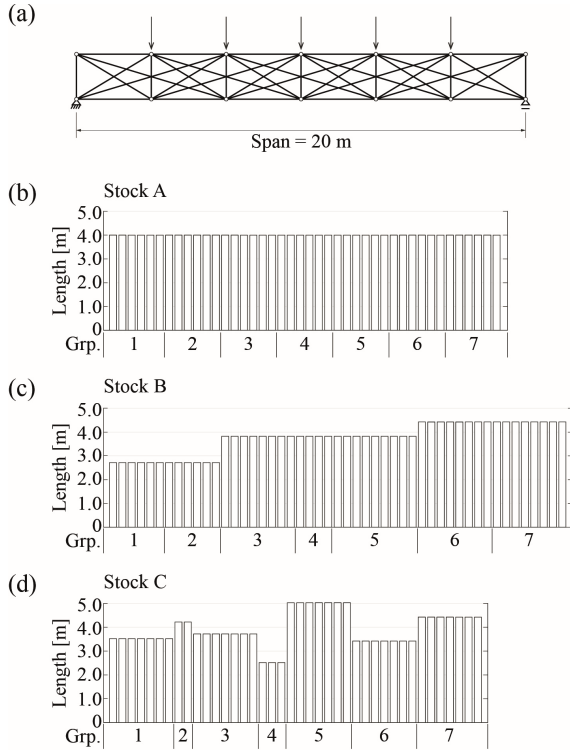 (a)
Span = 20 m
(b)
Stock A
Length [m]
5.0
4.0
3.0
2.0
1.0
0
Grp. 1 2 3 4 5 6 7
(c)
Stock B
Length [m]
5.0
4.0
3.0
2.0
1.0
0
Grp. 1 2 3 4 5 6 7
(d)
Stock C
Length [m]
5.0
4.0
3.0
2.0
1.0
0
Grp. 1 2 3 4 5 6 7